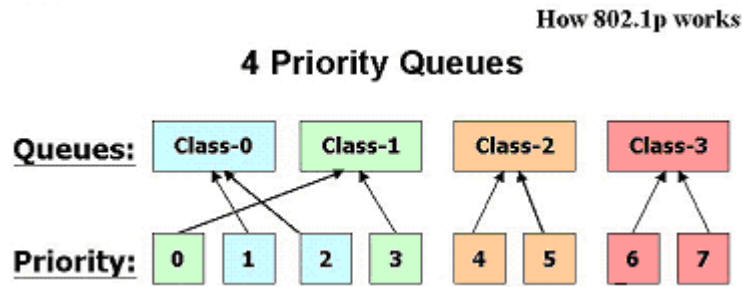 How 802.1p works
4 Priority Queues
Queues: Class-0 Class-1 Class-2 Class-3
Priority: 0 1 2 3 4 5 6 7